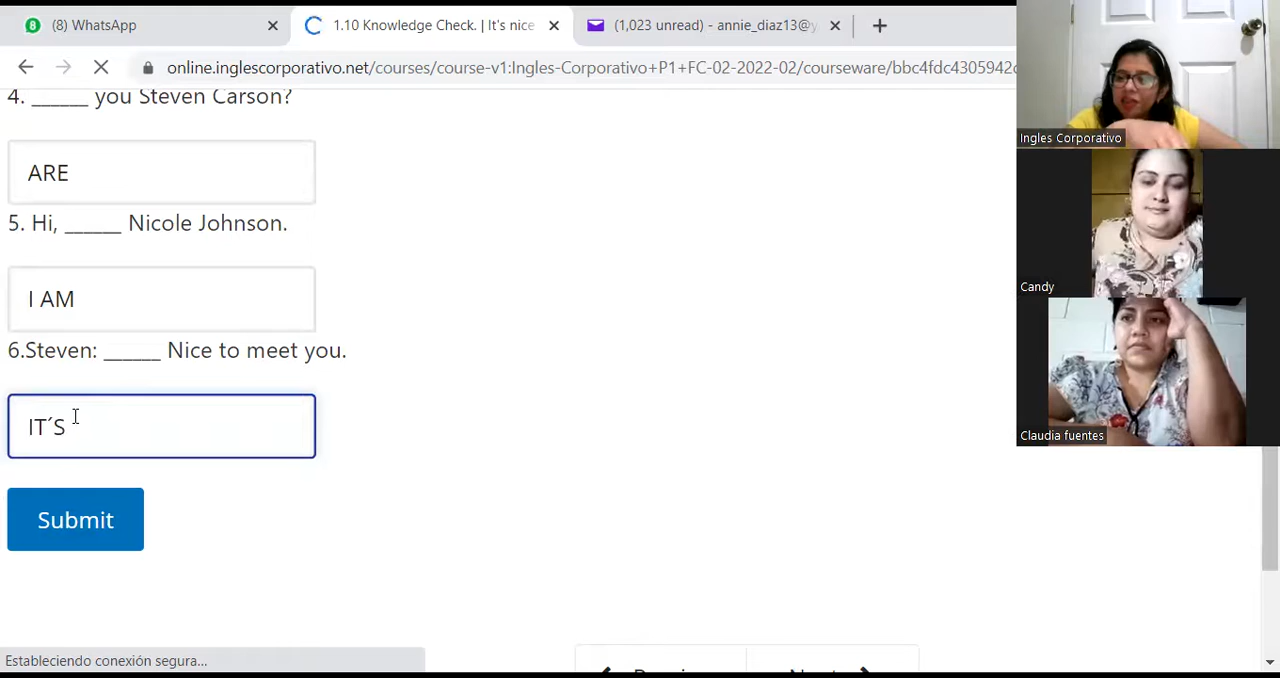 (8) WhatsApp
1.10 Knowledge Check. | It's nice
(1,023 unread) - annie_diaz13@y
online.inglescorporativo.net/courses/course-v1:Ingles-Corporativo+P1+FC-02-2022-02/courseware/bbc4fdc4305942c
4. ______ you Steven Carson?
ARE
5. Hi, ______ Nicole Johnson.
I AM
6.Steven: ______ Nice to meet you.
IT´S
Submit
Estableciendo conexión segura...
Ingles Corporativo
Candy
Claudia fuentes